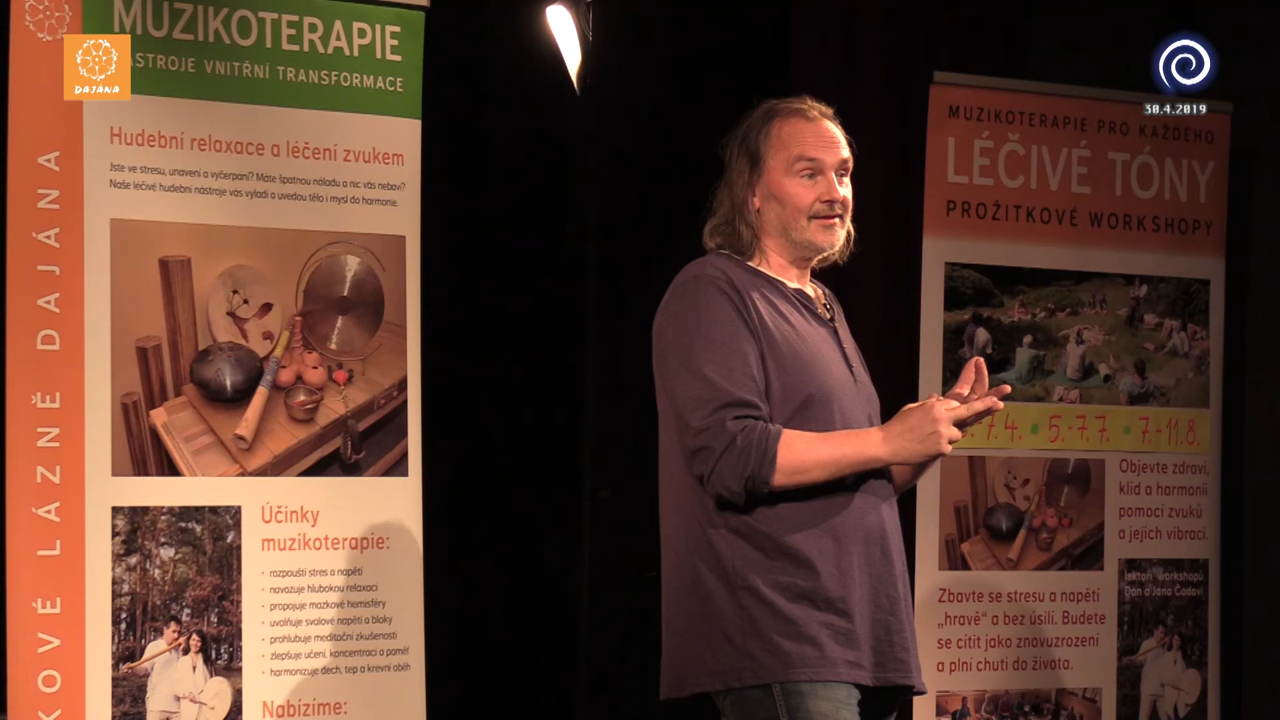 MUZIKOTERAPIE
NÁSTROJE VNITŘNÍ TRANSFORMACE
DAJÁNA
Hudební relaxace a léčení zvukem
Jste ve stresu, unaveni a vyčerpaní? Máte špatnou náladu a nic vás nebaví?
Naše léčivé hudební nástroje vás vyladí a uvedou tělo i mysl do harmonie.
KOVÉ LÁZNĚ DAJÁNA
Účinky
muzikoterapie:
• rozpouští stres a napětí
• navozuje hlubokou relaxaci
• propojuje mozkové hemisféry
• uvolňuje svalové napětí a bloky
• prohlubuje meditační zkušenosti
• zlepšuje učení, koncentraci a paměť
• harmonizuje dech, tep a krevní oběh
Nabízíme:
30.4.2019
MUZIKOTERAPIE PRO KAŽDÉHO
LÉČIVÉ TÓNY
PROŽITKOVÉ WORKSHOPY
-7.4. • 5.-7.7. • 7.-11.8.
Objevte zdraví,
klid a harmonii
pomocí zvuků
a jejich vibrací.
lektoři workshopů
Dan a Jana Čadovi
Zbavte se stresu a napětí
„hravě“ a bez úsilí. Budete
se cítit jako znovuzrození
a plní chuti do života.